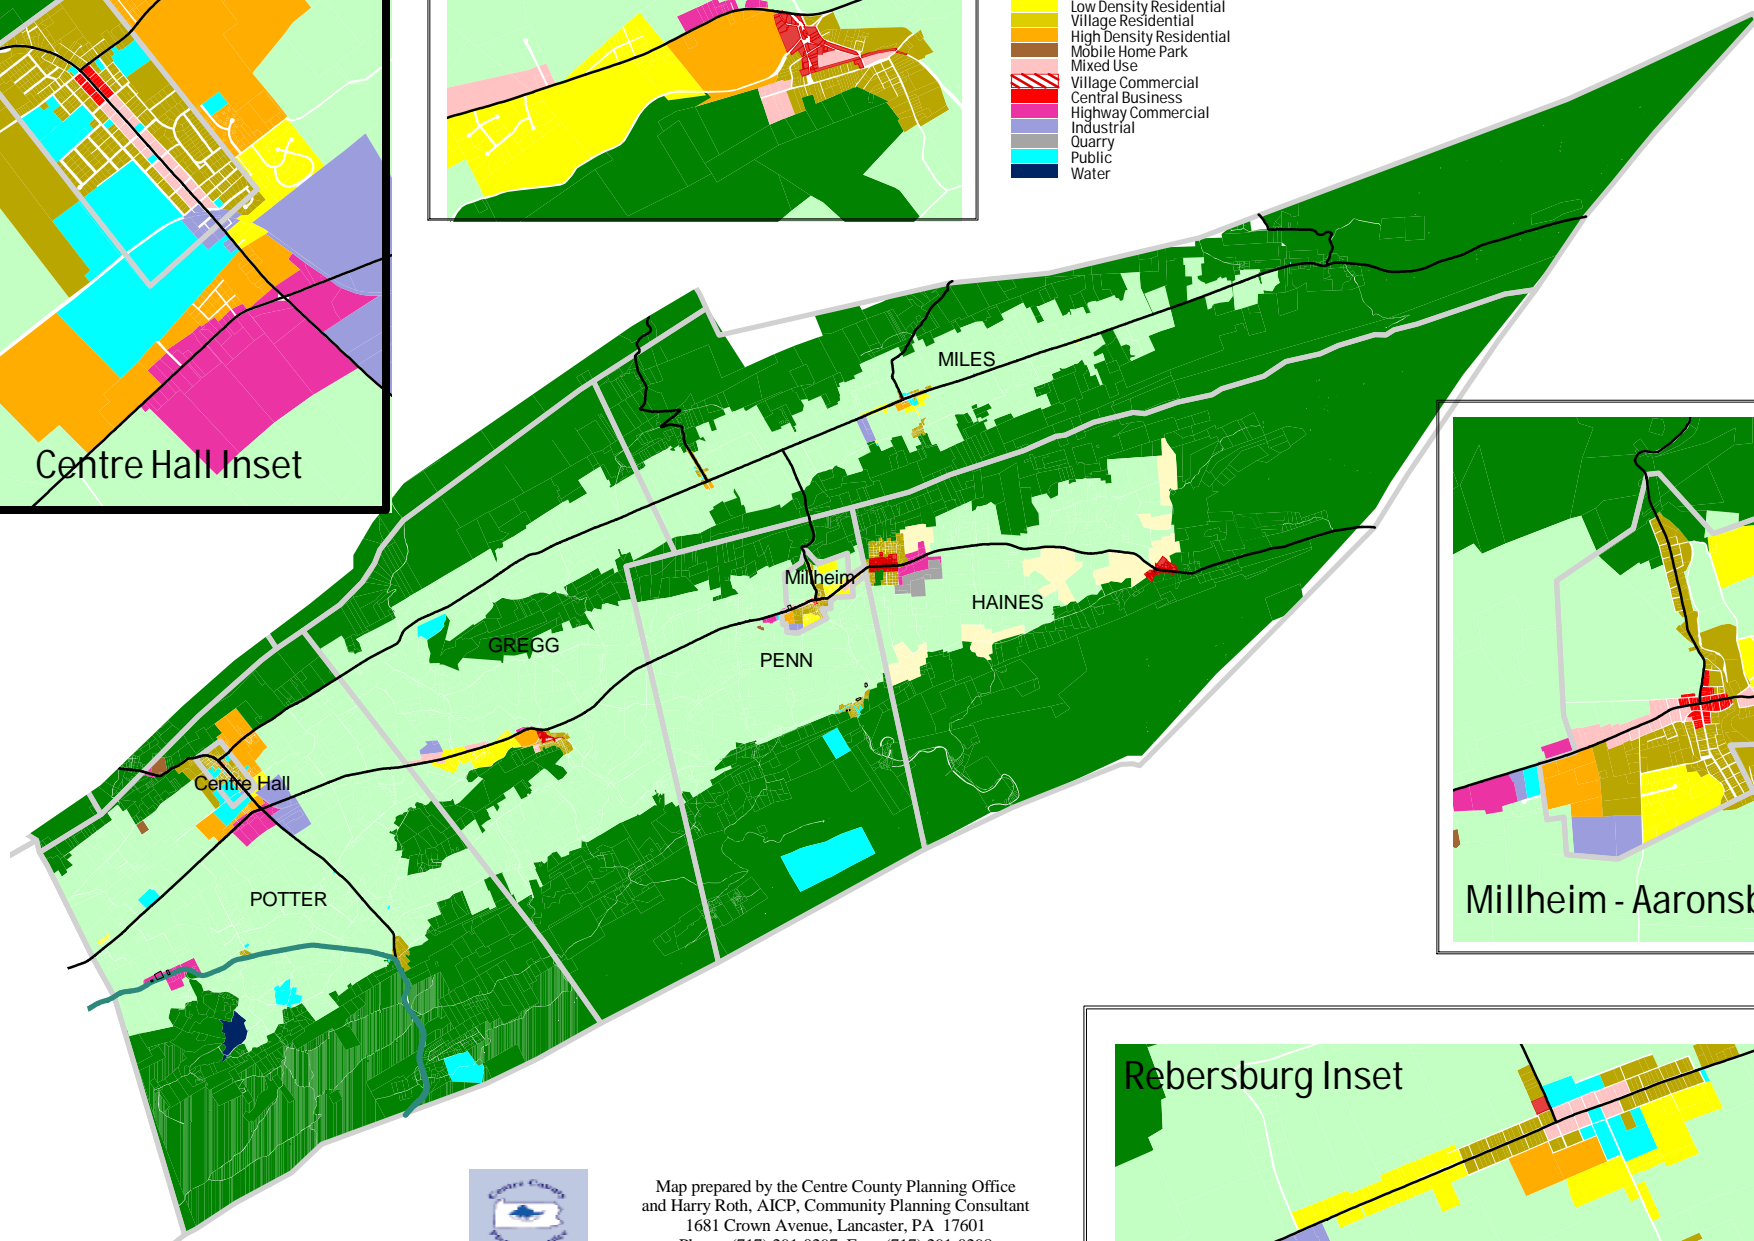 Low Density Residential
Village Residential
High Density Residential
Mobile Home Park
Mixed Use
Village Commercial
Central Business
Highway Commercial
Industrial
Quarry
Public
Water
Centre Hall Inset
MILES
Millheim
HAINES
GREGG
PENN
Centre Hall
POTTER
Millheim - Aaronsb
Rebersburg Inset
Centre County
Map prepared by the Centre County Planning Office
and Harry Roth, AICP, Community Planning Consultant
1681 Crown Avenue, Lancaster, PA 17601